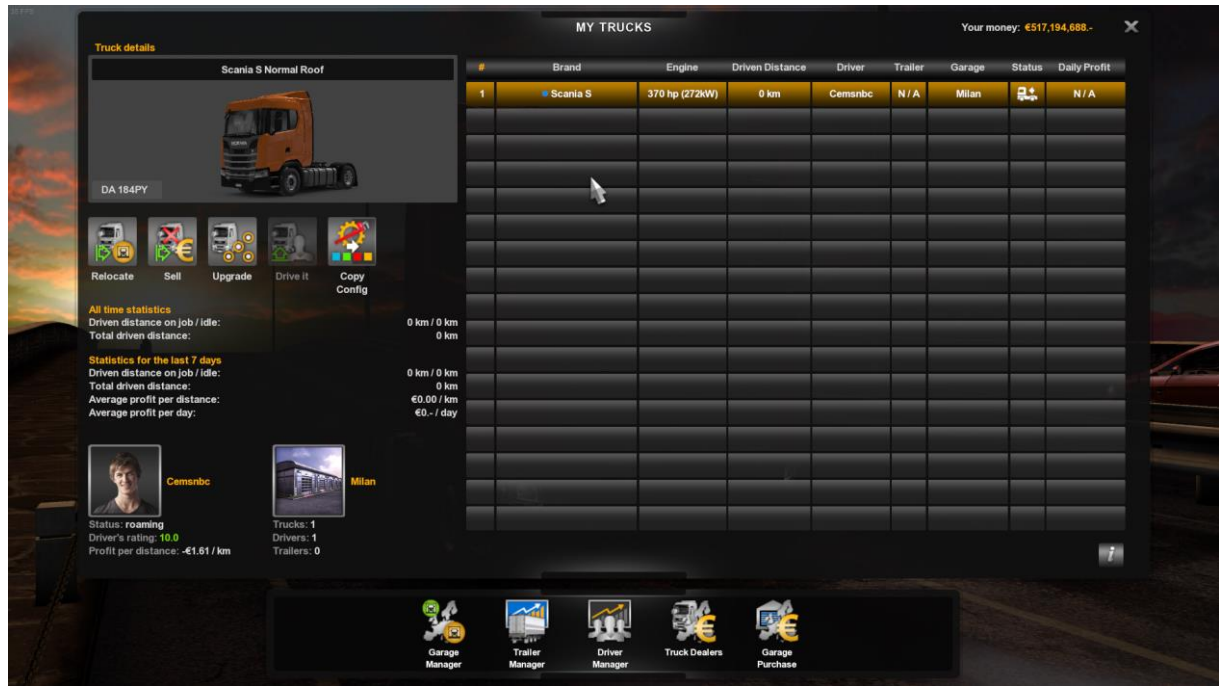 MY TRUCKS
Your money: €517,194,688.-
Truck details
Scania S Normal Roof
DA 184PY
Relocate
Sell
Upgrade
Drive it
Copy
Config
All time statistics
Driven distance on job / idle: 0 km / 0 km
Total driven distance: 0 km
Statistics for the last 7 days
Driven distance on job / idle: 0 km / 0 km
Total driven distance: 0 km
Average profit per distance: €0.00 / km
Average profit per day: €0.- / day
Cemsnbc
Status: roaming
Driver's rating: 10.0
Profit per distance: -€1.61 / km
Milan
Trucks: 1
Drivers: 1
Trailers: 0
# Brand Engine Driven Distance Driver Trailer Garage Status Daily Profit
1 Scania S 370 hp (272kW) 0 km Cemsnbc N / A Milan N / A
i
Garage
Manager
Trailer
Manager
Driver
Manager
Truck Dealers
Garage
Purchase